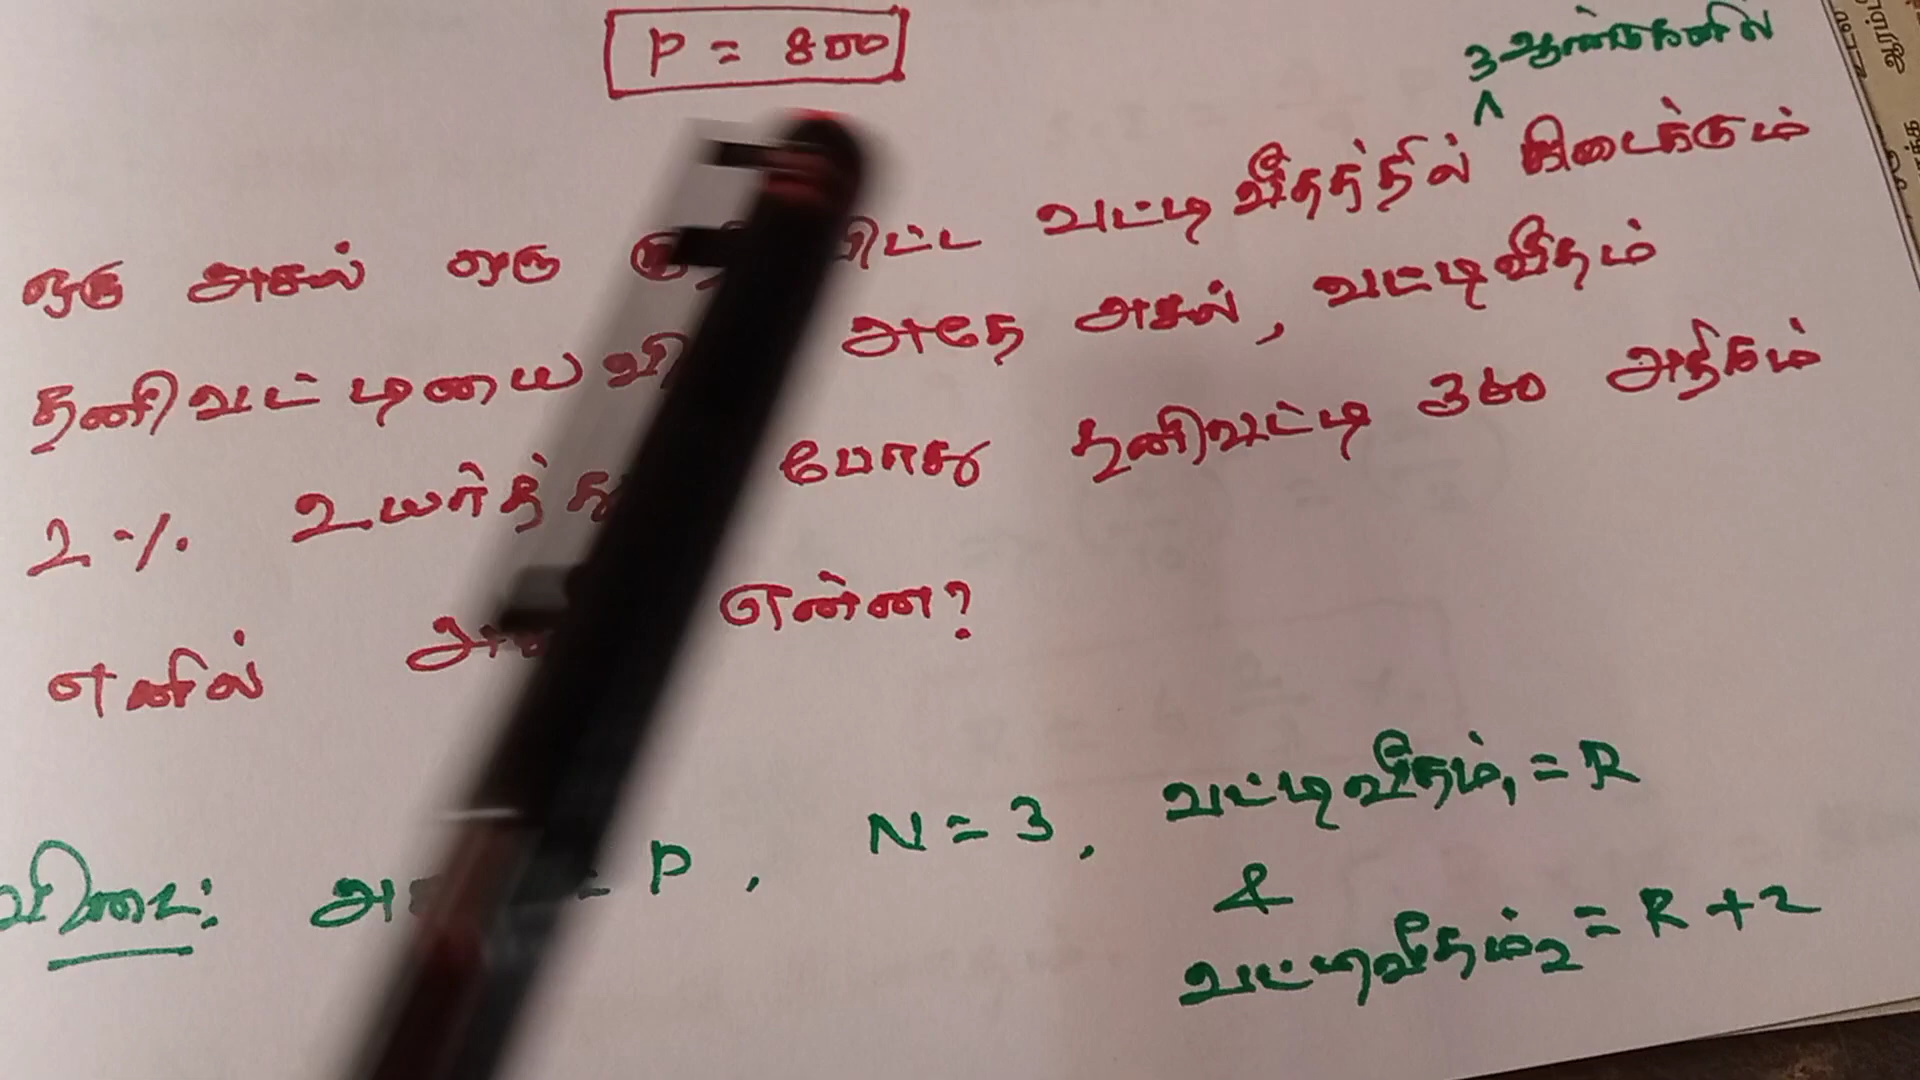 P = 800
3 ஆண்டுகளில்
ஒரு அசல் ஒரு வட்டி வீதத்தில் ^ கிடைக்கும்
தனிவட்டியை அதே அசல், வட்டிவீதம்
2% போது தனிவட்டி 360 அதிகம்
எனில் என்ன?
விடை: P, N = 3, வட்டிவீதம்₁ = R
&
வட்டிவீதம்₂ = R + 2